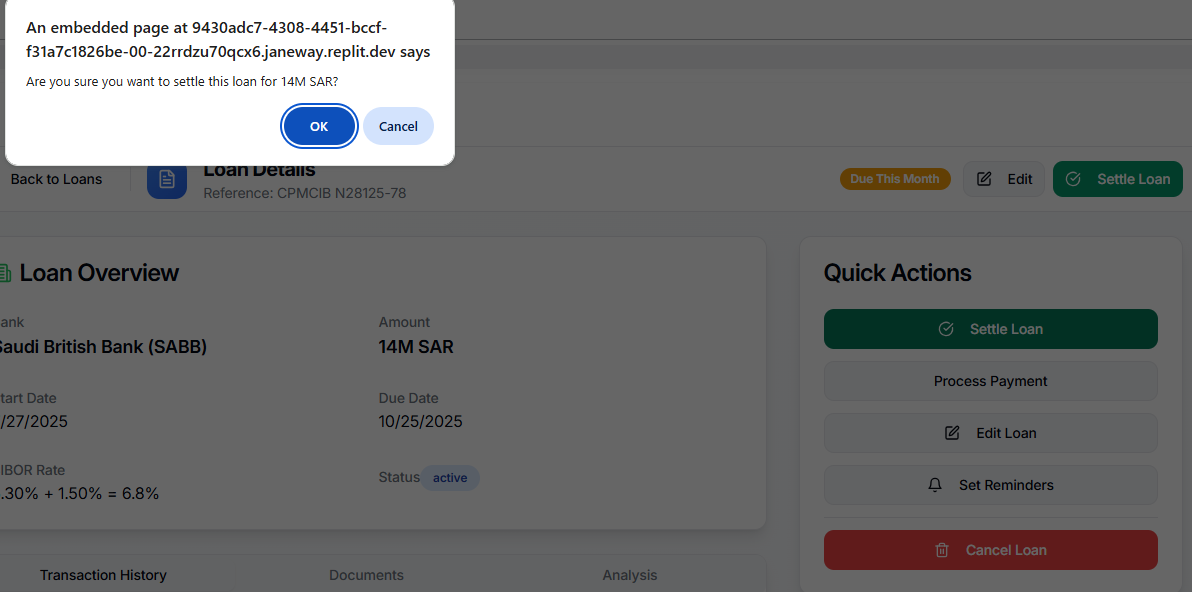 An embedded page at 9430adc7-4308-4451-bccf-
f31a7c1826be-00-22rrdzu70qcx6.janeway.replit.dev says
Are you sure you want to settle this loan for 14M SAR?
OK
Cancel
Back to Loans
Loan Details
Reference: CPMCIB N28125-78
Due This Month
Edit
Settle Loan
Loan Overview
ank
Saudi British Bank (SABB)
Amount
14M SAR
tart Date
/27/2025
Due Date
10/25/2025
IBOR Rate
.30% + 1.50% = 6.8%
Status
active
Transaction History
Documents
Analysis
Quick Actions
Settle Loan
Process Payment
Edit Loan
Set Reminders
Cancel Loan